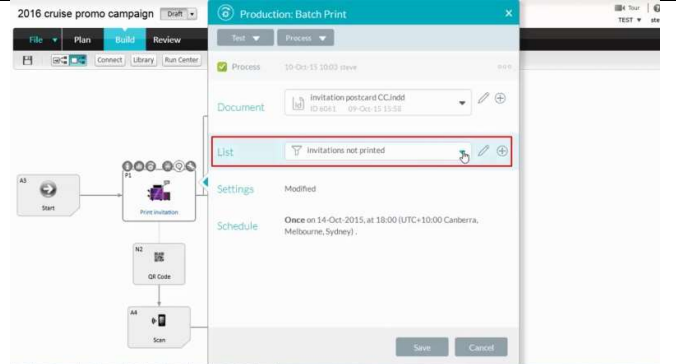 2016 cruise promo campaign Draft
Tour
TEST ste
File Plan Build Review
Connect Library Run Center
Production: Batch Print x
Test Process
Process 10-Oct-15 10:03 steve
Document invitation postcard CC.indd
ID 6061 09-Oct-15 15:58
List invitations not printed
Settings Modified
Schedule Once on 14-Oct-2015, at 18:00 (UTC+10:00 Canberra,
Melbourne, Sydney) .
Save Cancel
A3
Start
P1
Print invitation
N2
QR Code
A4
Scan